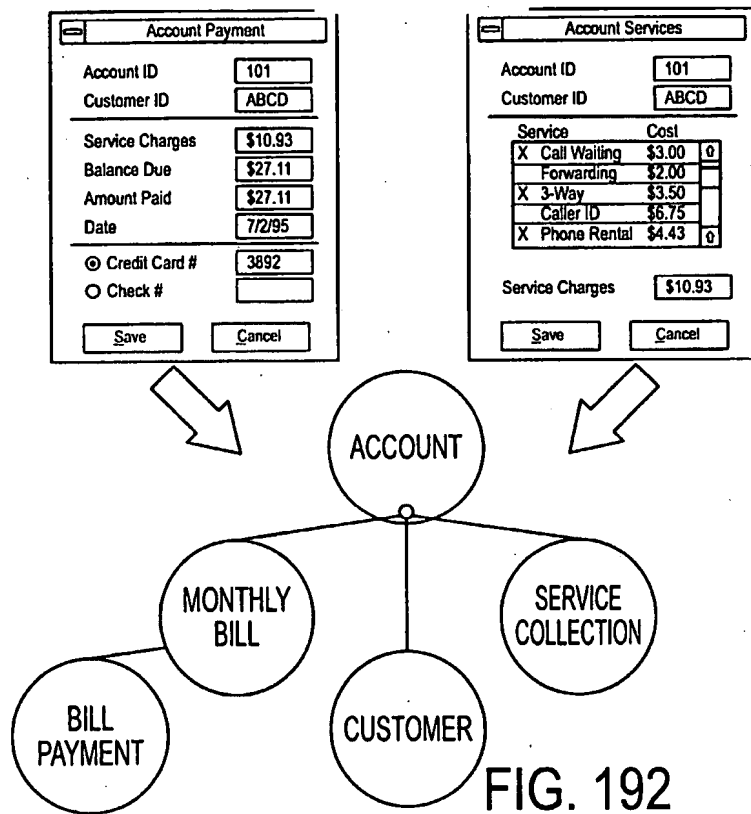 Account Payment
Account ID 101
Customer ID ABCD
Service Charges $10.93
Balance Due $27.11
Amount Paid $27.11
Date 7/2/95
Credit Card # 3892
Check #
Save Cancel
Account Services
Account ID 101
Customer ID ABCD
Service Cost
X Call Waiting $3.00
Forwarding $2.00
X 3-Way $3.50
Caller ID $6.75
X Phone Rental $4.43
Service Charges $10.93
Save Cancel
ACCOUNT
MONTHLY
BILL
SERVICE
COLLECTION
BILL
PAYMENT
CUSTOMER
FIG. 192